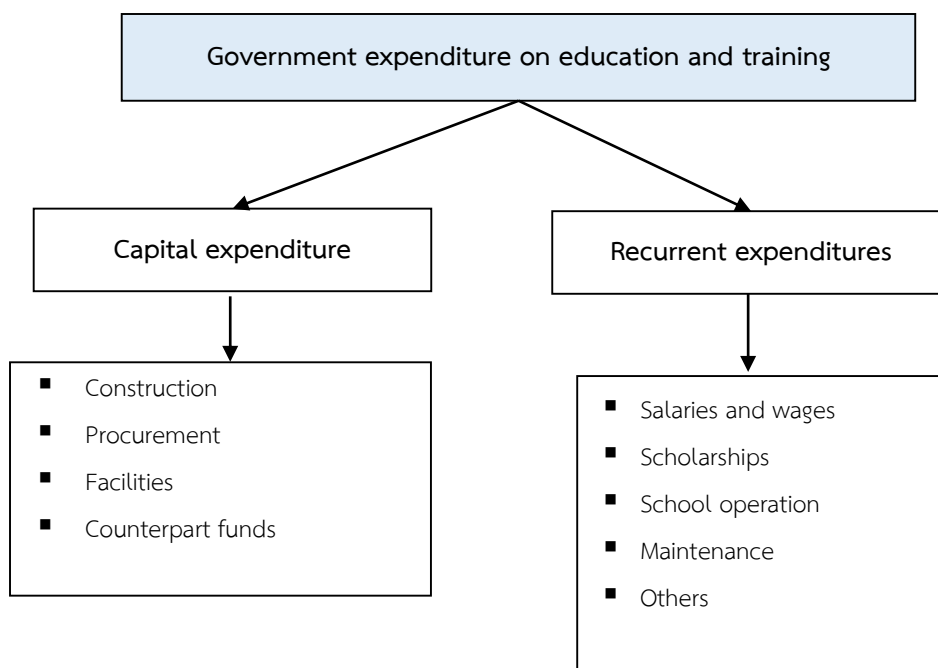 Government expenditure on education and training
Capital expenditure
Recurrent expenditures
▪ Construction
▪ Procurement
▪ Facilities
▪ Counterpart funds
▪ Salaries and wages
▪ Scholarships
▪ School operation
▪ Maintenance
▪ Others